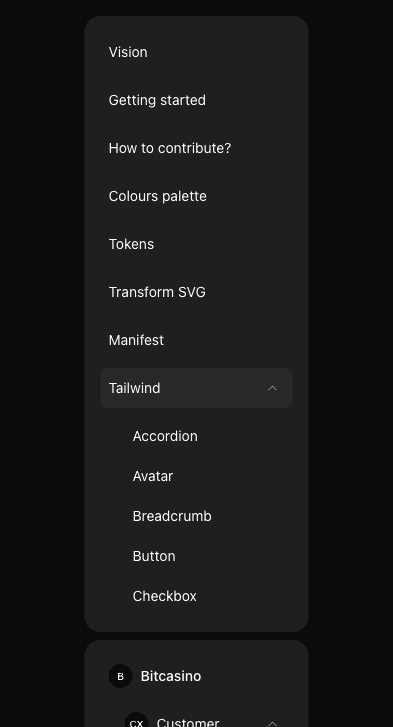 Vision
Getting started
How to contribute?
Colours palette
Tokens
Transform SVG
Manifest
Tailwind
Accordion
Avatar
Breadcrumb
Button
Checkbox
B Bitcasino
CX Customer